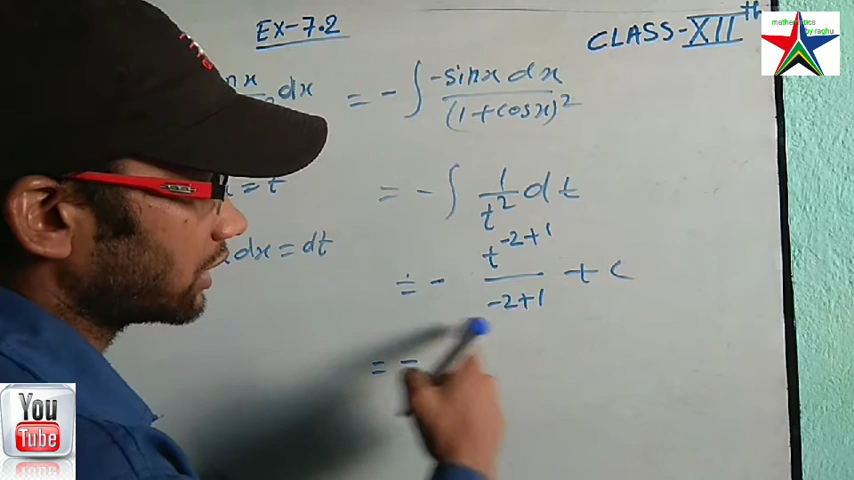 Ex-7.2
CLASS-XIIth
mathematics
by raghu
dx = - ∫ -sinx dx / (1+cosx)²
= t = - ∫ 1/t² dt
dx = dt
= - t^-2+1 / -2+1 + c
= =
You
Tube